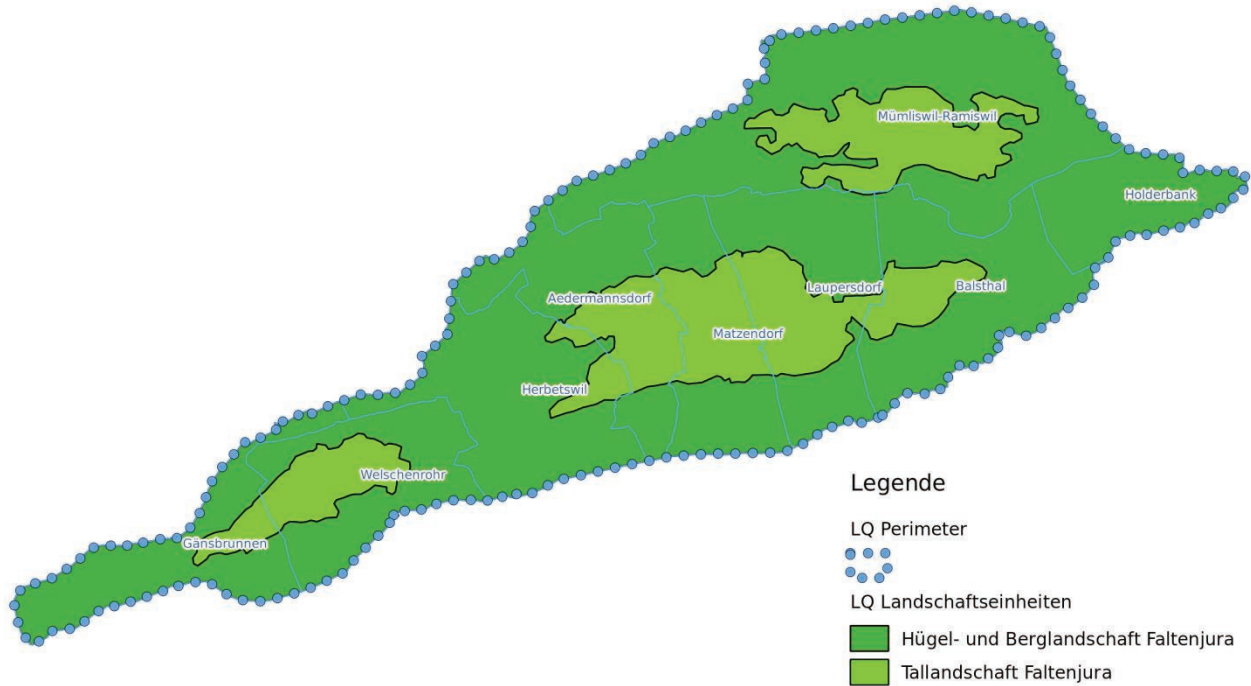 Mümliswil-Ramiswil
Holderbank
Aedermannsdorf
Laupersdorf
Balsthal
Matzendorf
Herbetswil
Welschenrohr
Gänsbrunnen
Legende
LQ Perimeter
LQ Landschaftseinheiten
Hügel- und Berglandschaft Faltenjura
Tallandschaft Faltenjura